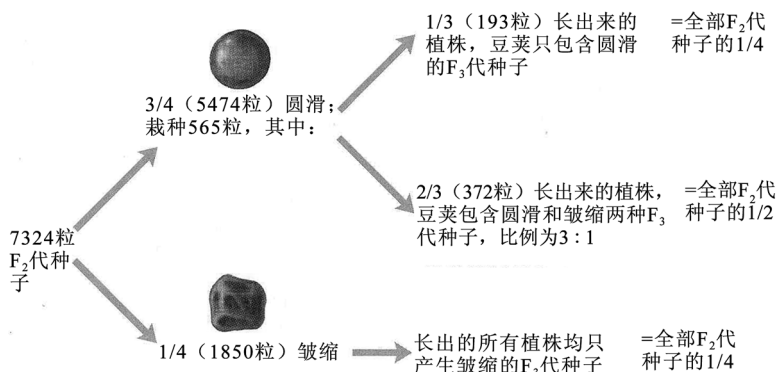 7324粒
F₂代种
子
3/4（5474粒）圆滑；
栽种565粒，其中：
1/3（193粒）长出来的
植株，豆荚只包含圆滑
的F₃代种子
=全部F₂代
种子的1/4
2/3（372粒）长出来的植株，
豆荚包含圆滑和皱缩两种F₃
代种子，比例为3：1
=全部F₂代
种子的1/2
1/4（1850粒）皱缩
长出的所有植株均只
产生皱缩的F₃代种子
=全部F₂代
种子的1/4